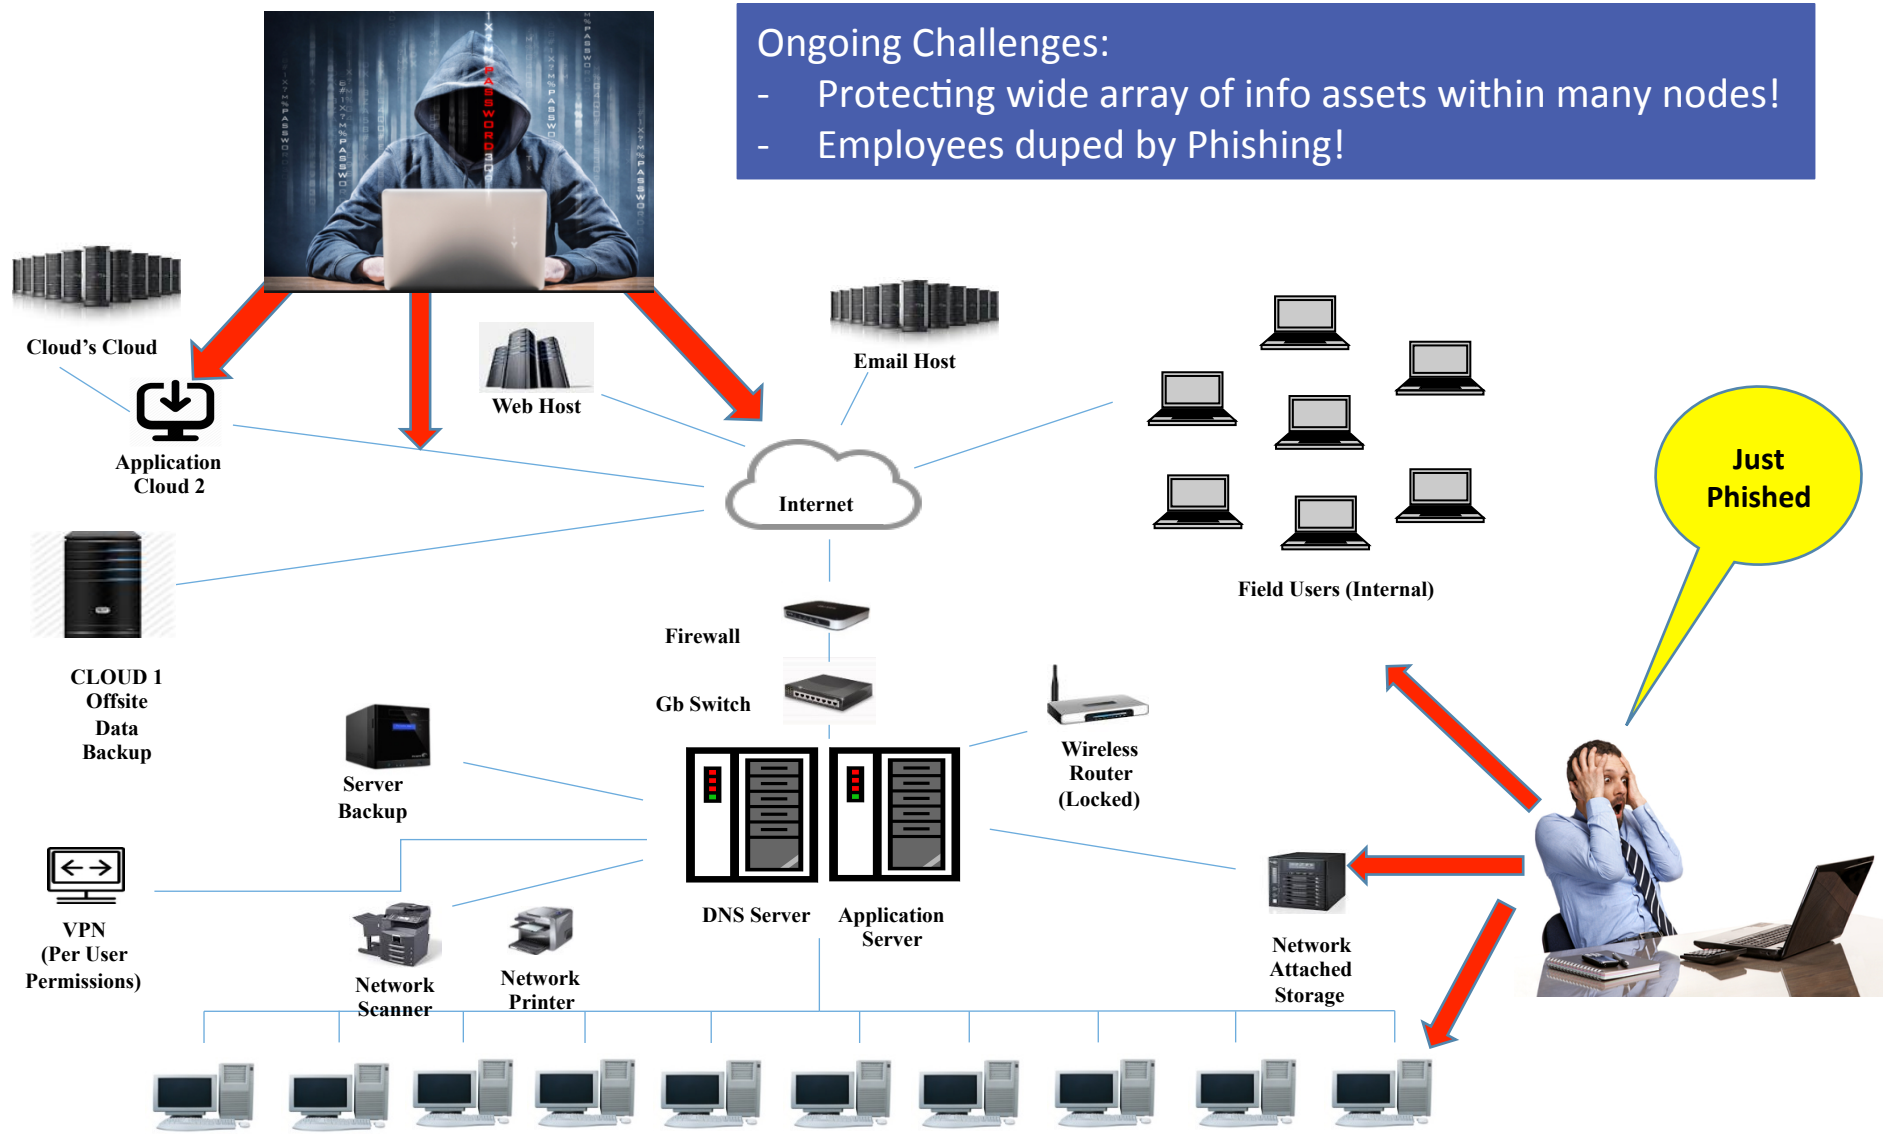 Ongoing Challenges:
- Protecting wide array of info assets within many nodes!
- Employees duped by Phishing!
PASSWORD
Cloud's Cloud
Web Host
Email Host
Application
Cloud 2
Internet
Just
Phished
Field Users (Internal)
Firewall
CLOUD 1
Offsite
Data
Backup
Gb Switch
Wireless
Router
(Locked)
Server
Backup
VPN
(Per User
Permissions)
DNS Server
Application
Server
Network
Scanner
Network
Printer
Network
Attached
Storage